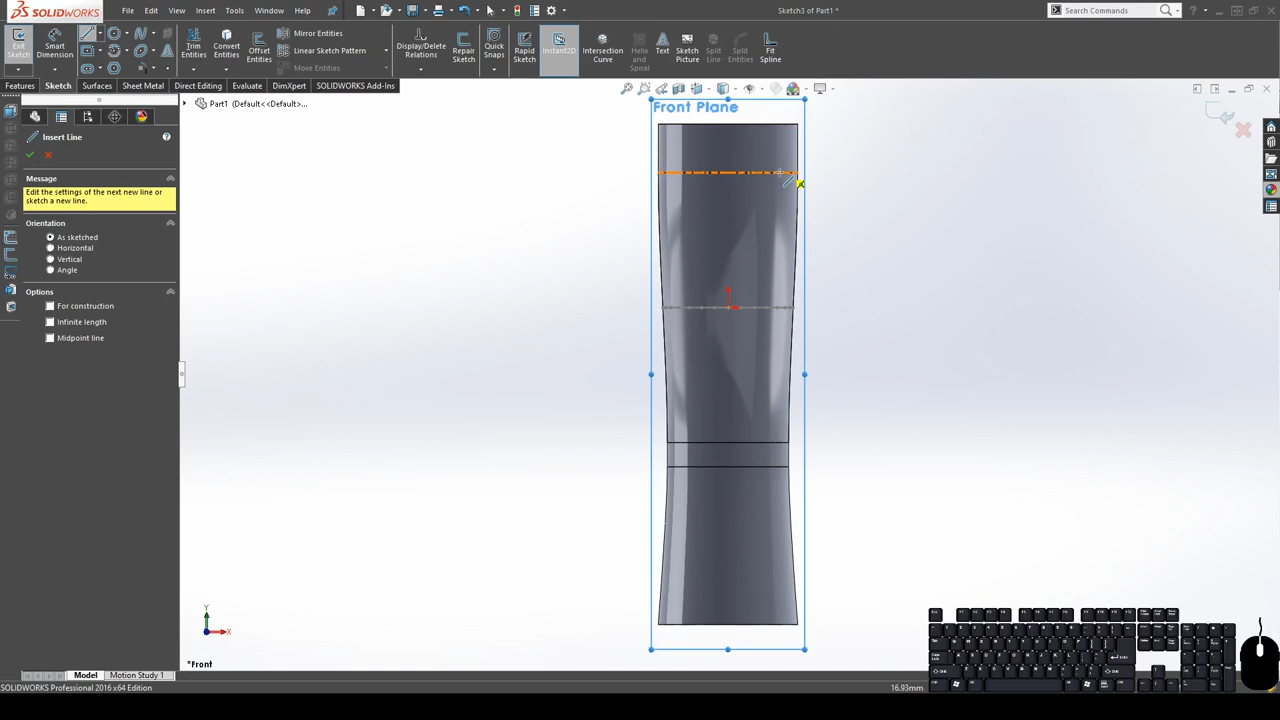 SOLIDWORKS
File Edit View Insert Tools Window Help
Sketch3 of Part1 *
Search Commands
Exit Sketch
Smart Dimension
Trim Entities
Convert Entities
Offset Entities
Mirror Entities
Linear Sketch Pattern
Move Entities
Display/Delete Relations
Repair Sketch
Quick Snaps
Rapid Sketch
Instant2D
Intersection Curve
Helix and Spiral
Text
Sketch Picture
Split Line
Split Entities
Fit Spline
Features Sketch Surfaces Sheet Metal Direct Editing DimXpert Evaluate SOLIDWORKS Add-Ins
Part1 (Default<<Default>...
Front Plane
Insert Line
Message
Edit the settings of the next new line or
sketch a new line.
Orientation
As sketched
Horizontal
Vertical
Angle
Options
For construction
Infinite length
Midpoint line
Y
X
*Front
Model Motion Study 1
SOLIDWORKS Professional 2016 x64 Edition
16.93mm